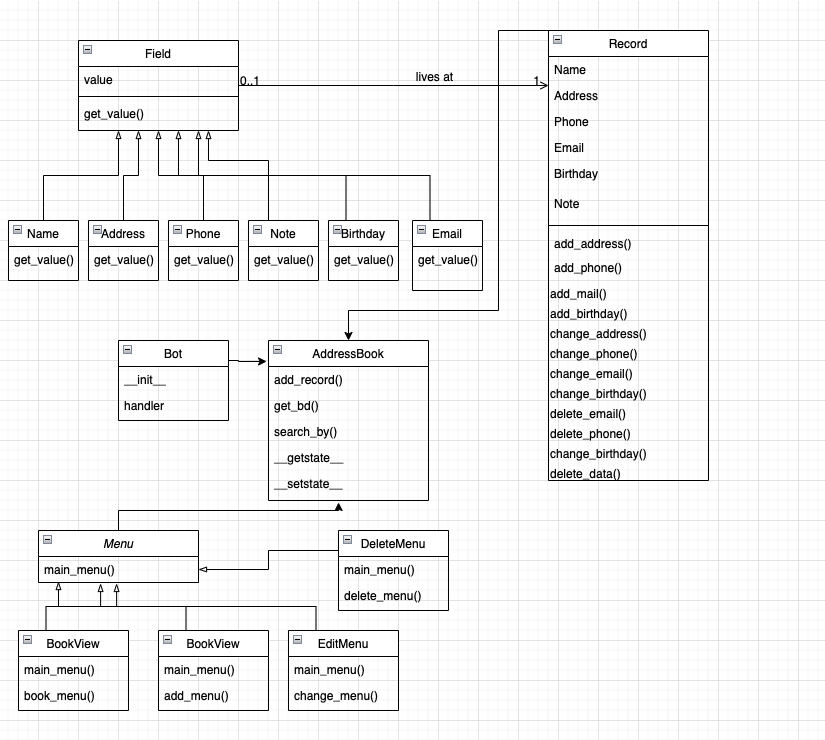 Field
value
get_value()
0..1
lives at
1
Record
Name
Address
Phone
Email
Birthday
Note
add_address()
add_phone()
add_mail()
add_birthday()
change_address()
change_phone()
change_email()
change_birthday()
delete_email()
delete_phone()
change_birthday()
delete_data()
Name
get_value()
Address
get_value()
Phone
get_value()
Note
get_value()
Birthday
get_value()
Email
get_value()
Bot
__init__
handler
AddressBook
add_record()
get_bd()
search_by()
__getstate__
__setstate__
Menu
main_menu()
DeleteMenu
main_menu()
delete_menu()
BookView
main_menu()
book_menu()
BookView
main_menu()
add_menu()
EditMenu
main_menu()
change_menu()